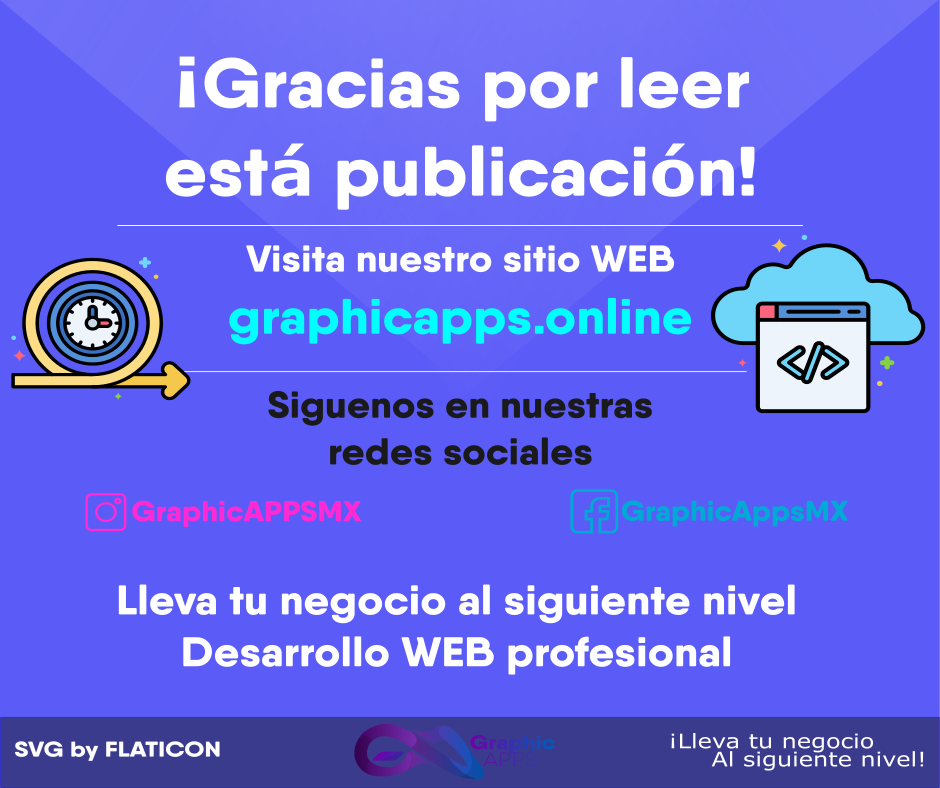 ¡Gracias por leer
está publicación!
Visita nuestro sitio WEB
graphicapps.online
Siguenos en nuestras
redes sociales
GraphicAPPSMX
GraphicAppsMX
Lleva tu negocio al siguiente nivel
Desarrollo WEB profesional
SVG by FLATICON
Graphic
APPS
¡Lleva tu negocio
Al siguiente nivel!